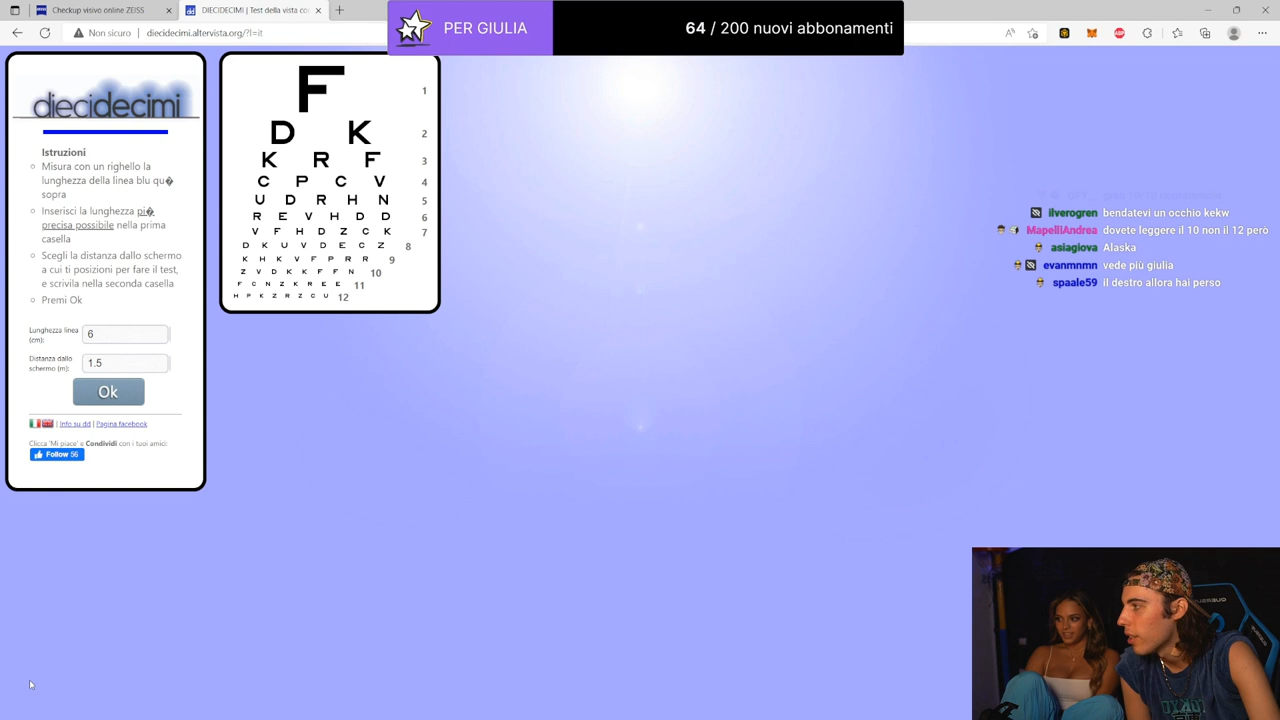 Checkup visivo online ZEISS
DIECIDECIMI | Test della vista con
PER GIULIA
64 / 200 nuovi abbonamenti
Non sicuro
diecidecimi.altervista.org/?l=it
diecidecimi
Istruzioni
Misura con un righello la
lunghezza della linea blu qu�
sopra
Inserisci la lunghezza pi�
precisa possibile nella prima
casella
Scegli la distanza dallo schermo
a cui ti posizioni per fare il test,
e scrivila nella seconda casella
Premi Ok
Lunghezza linea
(cm):
6
Distanza dallo
schermo (m):
1.5
Ok
| Info su dd | Pagina facebook
Clicca 'Mi piace' e Condividi con i tuoi amici:
Follow 56
F 1
D K 2
K R F 3
C P C V 4
U D R H N 5
R E V H D D 6
V F H D Z C K 7
D K U V D E C Z 8
K H K V F P R R 9
Z V D K K F F N 10
F C N Z K R E E 11
H P K Z R Z C U 12
ilverogren bendatevi un occhio kekw
MapelliAndrea dovete leggere il 10 non il 12 però
asiagiova Alaska
evanmnmn vede più giulia
spaale59 il destro allora hai perso